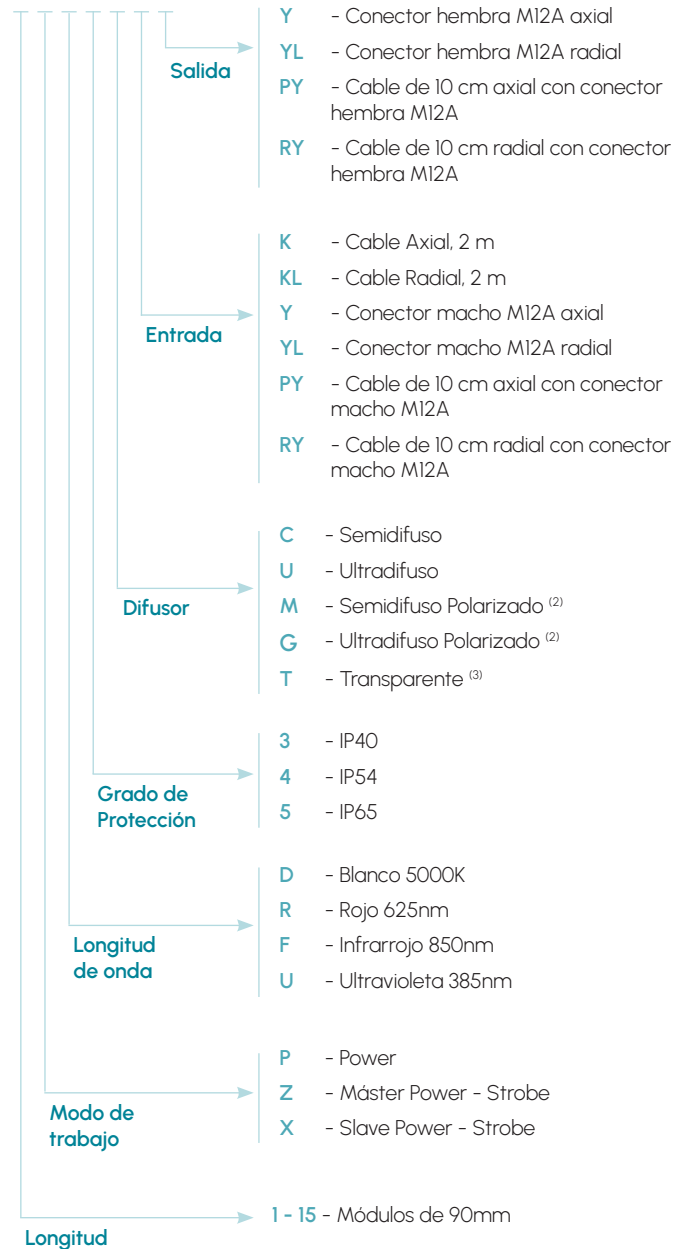 Y - Conector hembra M12A axial
YL - Conector hembra M12A radial
Salida
PY - Cable de 10 cm axial con conector
hembra M12A
RY - Cable de 10 cm radial con conector
hembra M12A
K - Cable Axial, 2 m
KL - Cable Radial, 2 m
Y - Conector macho M12A axial
Entrada
YL - Conector macho M12A radial
PY - Cable de 10 cm axial con conector
macho M12A
RY - Cable de 10 cm radial con conector
macho M12A
C - Semidifuso
U - Ultradifuso
Difusor
M - Semidifuso Polarizado (2)
G - Ultradifuso Polarizado (2)
T - Transparente (3)
3 - IP40
4 - IP54
Grado de
Protección
5 - IP65
D - Blanco 5000K
R - Rojo 625nm
Longitud
de onda
F - Infrarrojo 850nm
U - Ultravioleta 385nm
P - Power
Z - Máster Power - Strobe
Modo de
trabajo
X - Slave Power - Strobe
1 - 15 - Módulos de 90mm
Longitud